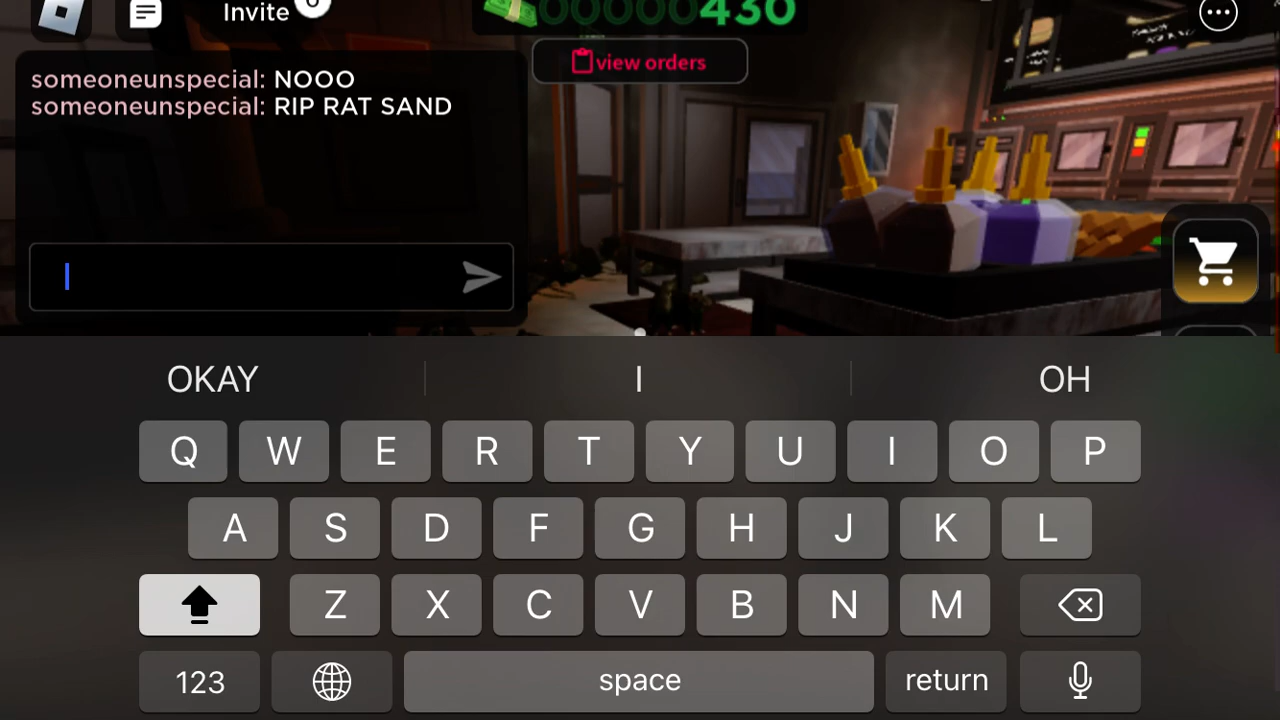 Invite
00000430
view orders
someoneunspecial: NOOO
someoneunspecial: RIP RAT SAND
OKAY I OH
Q W E R T Y U I O P
A S D F G H J K L
Z X C V B N M
123 space return